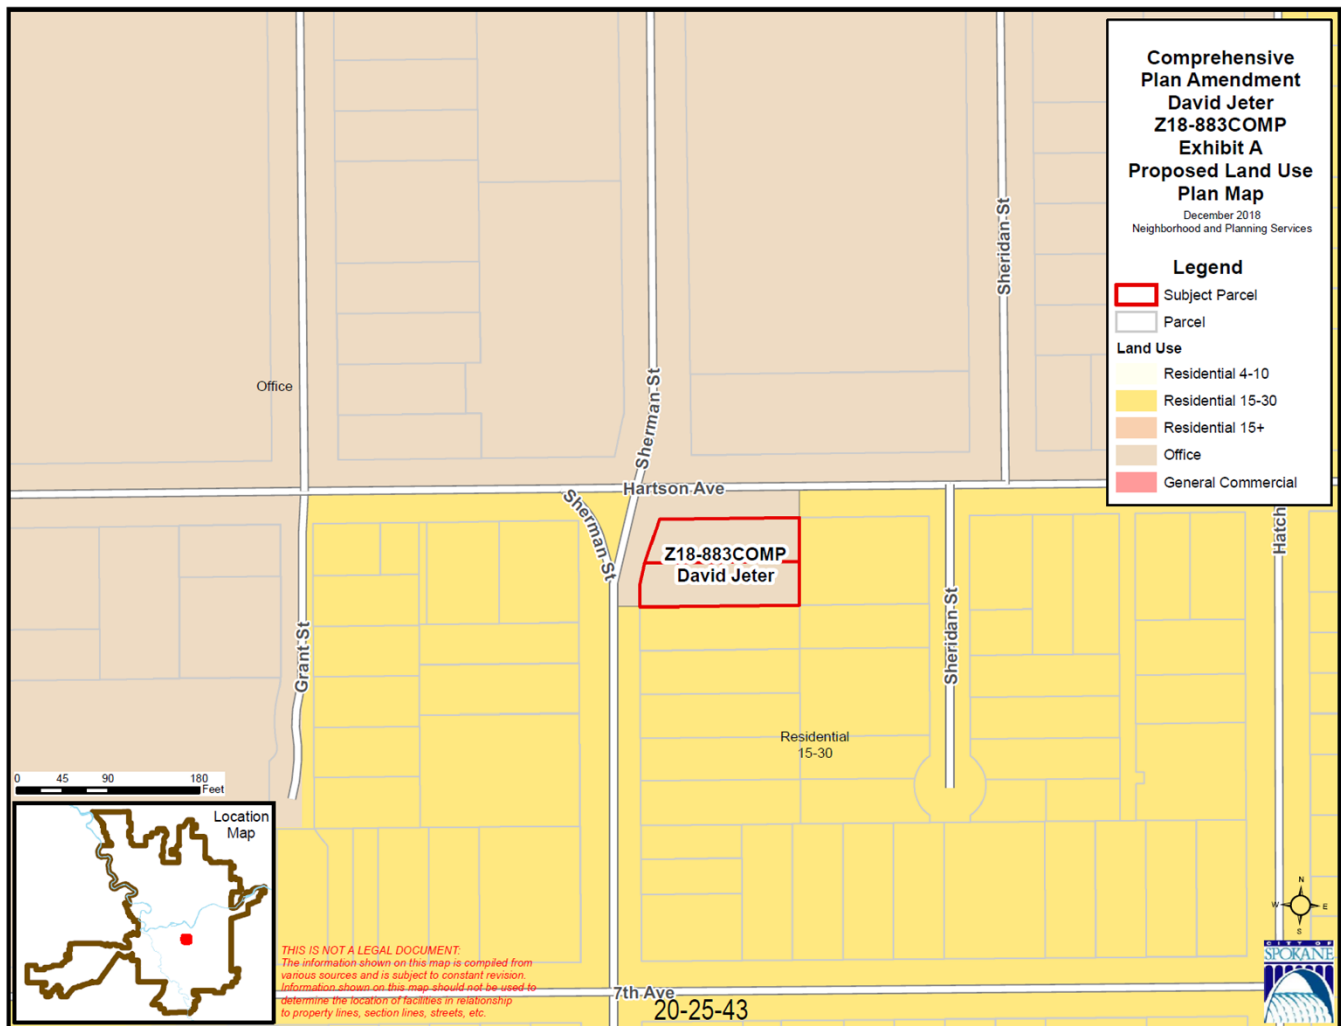 Comprehensive
Plan Amendment
David Jeter
Z18-883COMP
Exhibit A
Proposed Land Use
Plan Map
December 2018
Neighborhood and Planning Services
Legend
Subject Parcel
Parcel
Land Use
Residential 4-10
Residential 15-30
Residential 15+
Office
General Commercial
Sheridan St
Sherman St
Office
Hartson Ave
Sherman St
Z18-883COMP
David Jeter
Hatch
Grant St
Sheridan St
Residential
15-30
0 45 90 180
Feet
Location
Map
N
W E
S
THIS IS NOT A LEGAL DOCUMENT:
The information shown on this map is compiled from
various sources and is subject to constant revision.
Information shown on this map should not be used to
determine the location of facilities in relationship
to property lines, section lines, streets, etc.
7th Ave
20-25-43
CITY OF
SPOKANE